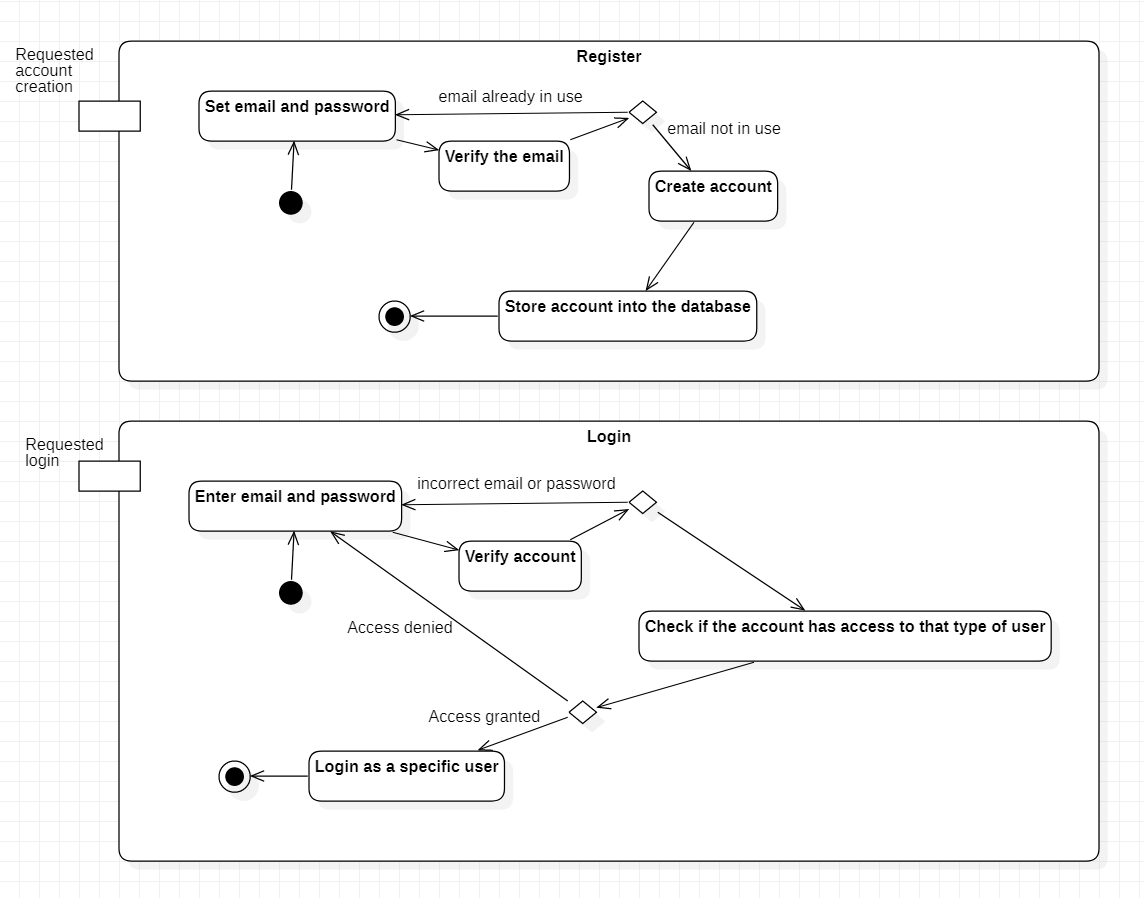 Requested
account
creation
Register
Set email and password
email already in use
email not in use
Verify the email
Create account
Store account into the database
Requested
login
Login
Enter email and password
incorrect email or password
Verify account
Check if the account has access to that type of user
Access denied
Access granted
Login as a specific user